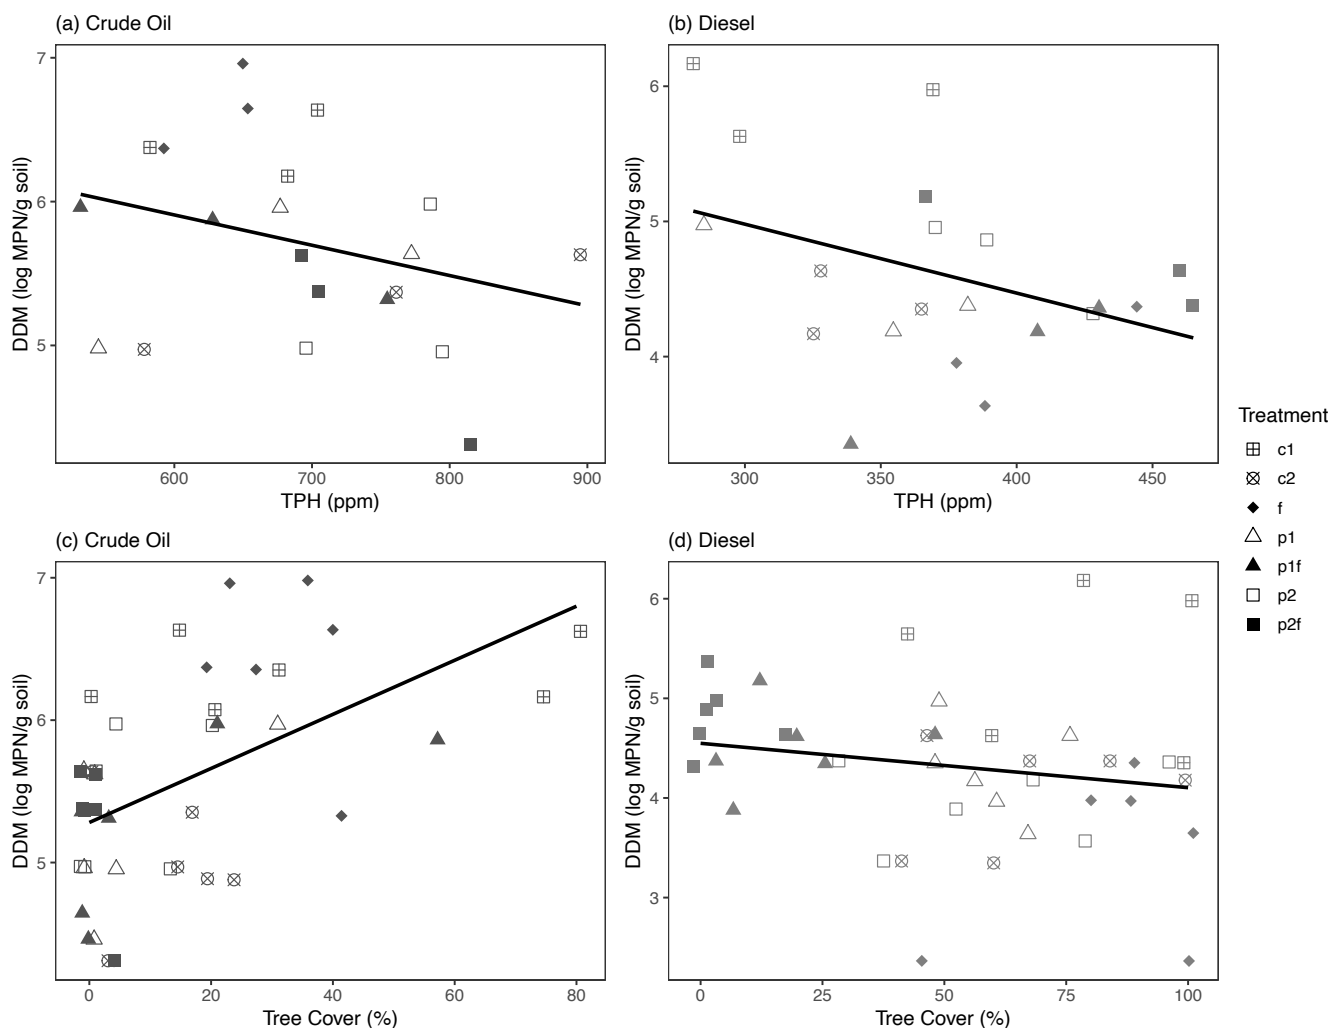 (a) Crude Oil
(b) Diesel
7
6
5
DDM (log MPN/g soil)
600 700 800 900
TPH (ppm)
6
5
4
DDM (log MPN/g soil)
300 350 400 450
TPH (ppm)
(c) Crude Oil
(d) Diesel
7
6
5
DDM (log MPN/g soil)
0 20 40 60 80
Tree Cover (%)
6
5
4
3
DDM (log MPN/g soil)
0 25 50 75 100
Tree Cover (%)
Treatment
c1
c2
f
p1
p1f
p2
p2f